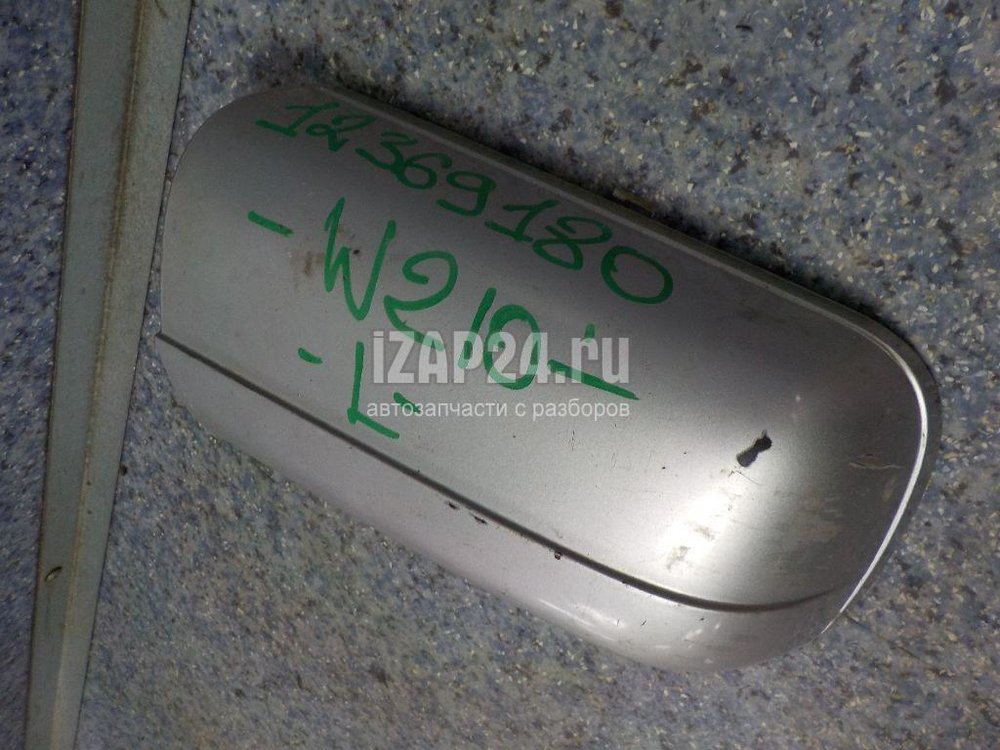 12369180
-W210-
-L-
iZAP24.ru
автозапчасти с разборов